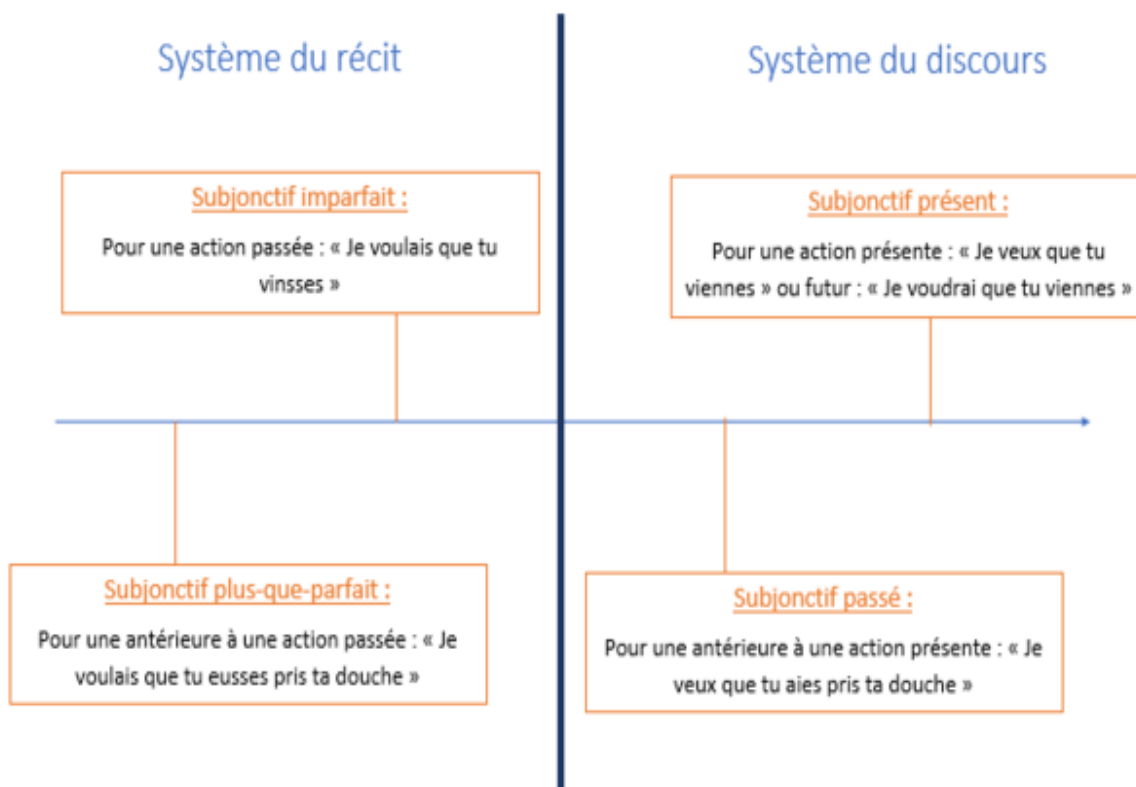 Système du récit
Système du discours
Subjonctif imparfait :
Pour une action passée : « Je voulais que tu
vinsses »
Subjonctif présent :
Pour une action présente : « Je veux que tu
viennes » ou futur : « Je voudrai que tu viennes »
Subjonctif plus-que-parfait :
Pour une antérieure à une action passée : « Je
voulais que tu eusses pris ta douche »
Subjonctif passé :
Pour une antérieure à une action présente : « Je
veux que tu aies pris ta douche »